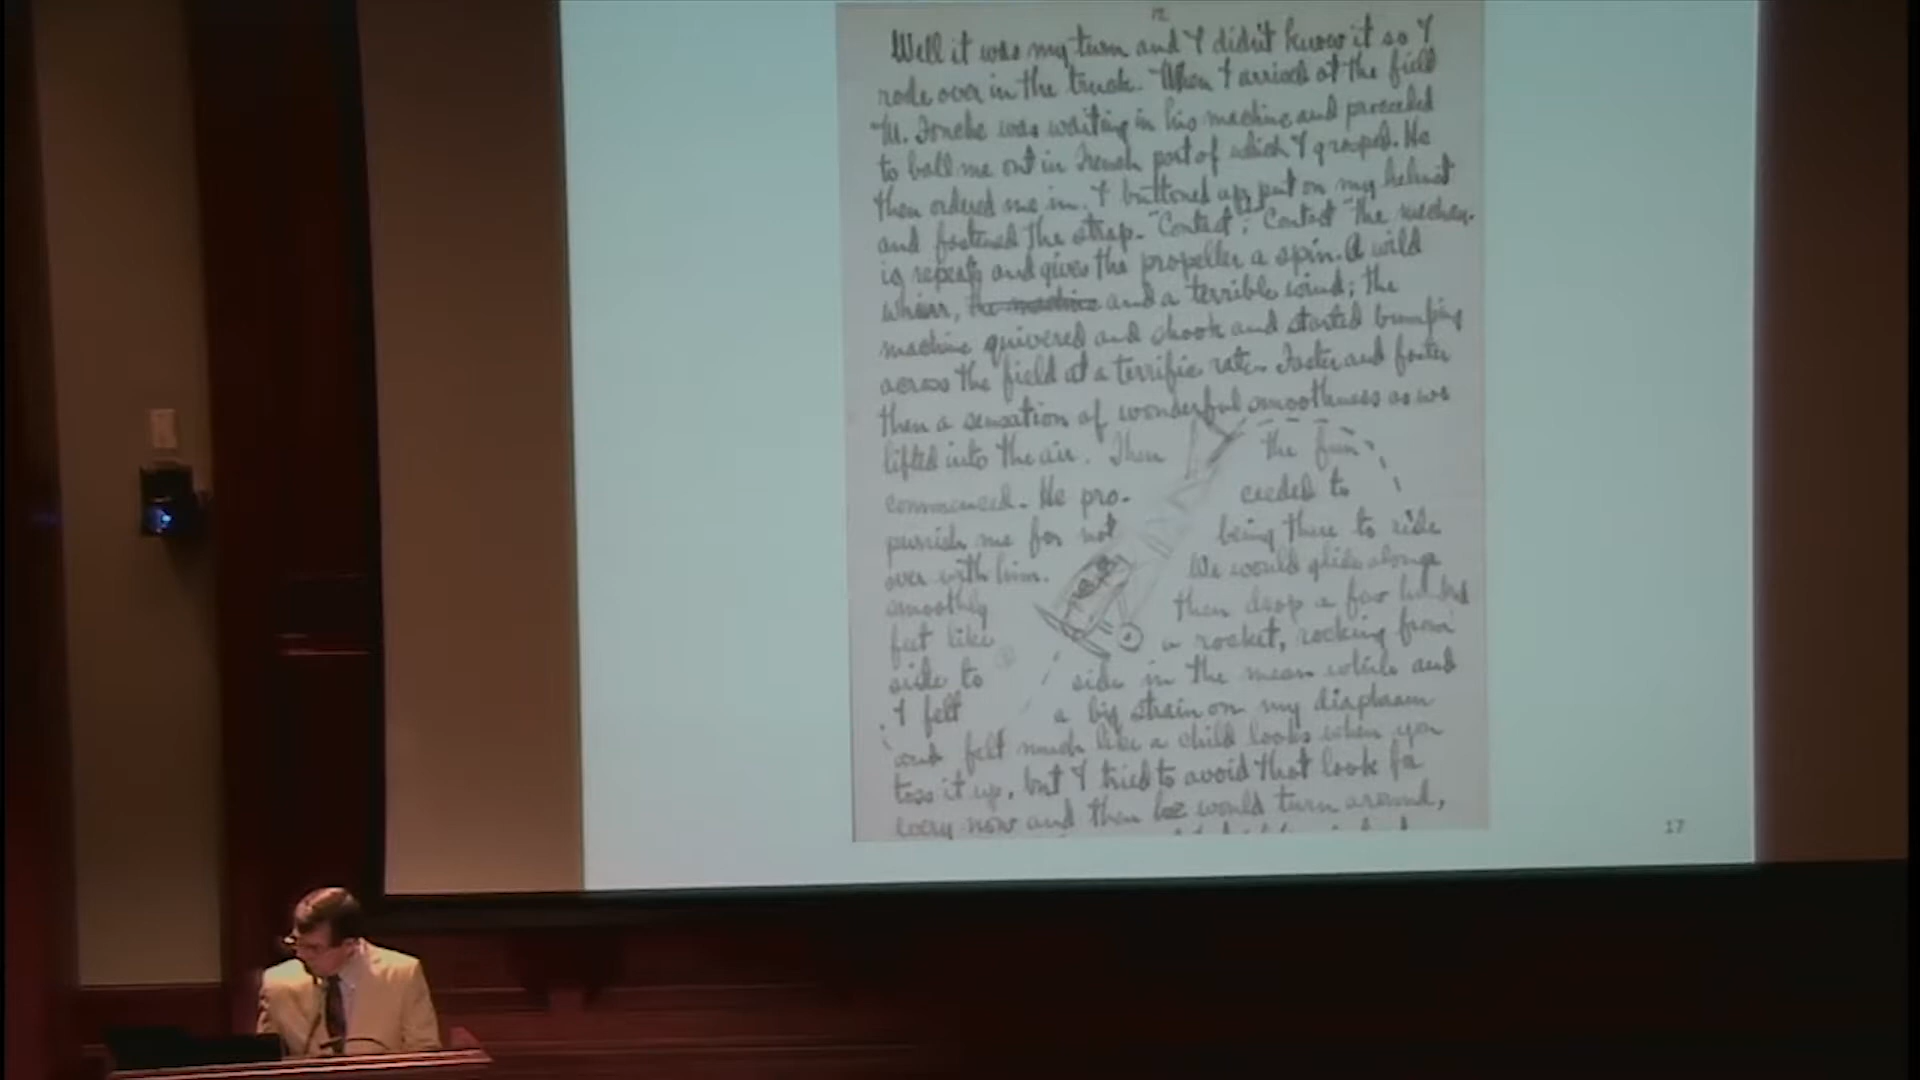 12
Well it was my turn and I didn't know it so I
rode over in the truck. When I arrived at the field
M. was waiting in his machine and proceeded
to ball me out in French part of which I grasped. He
then ordered me in. I buttoned up, put on my helmet
and fastened the strap. "Contact", "Contact" the mechan-
ic repeats and gives the propeller a spin. A wild
whirr, the machine and a terrible wind; the
machine quivered and shook and started bumping
across the field at a terrific rate. Faster and faster
then a sensation of wonderful smoothness as we
lifted into the air. Then the fun
commenced. He pro- ceeded to
punish me for not being there to ride
over with him. We would glide along
smoothly then drop a few hundred
feet like a rocket, rocking from
side to side in the mean while and
I felt a big strain on my diaphram
and felt much like a child looks when you
toss it up, but I tried to avoid that look for
every now and then he would turn around,
17